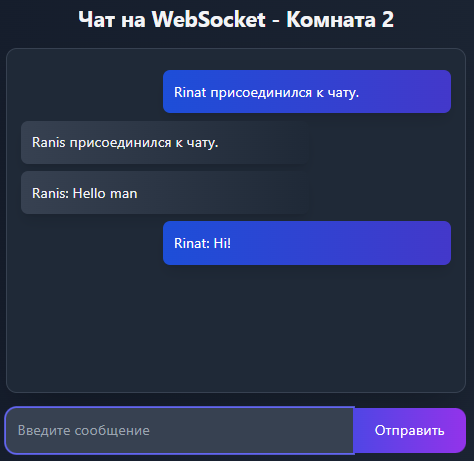 Чат на WebSocket - Комната 2
Rinat присоединился к чату.
Ranis присоединился к чату.
Ranis: Hello man
Rinat: Hi!
Введите сообщение
Отправить